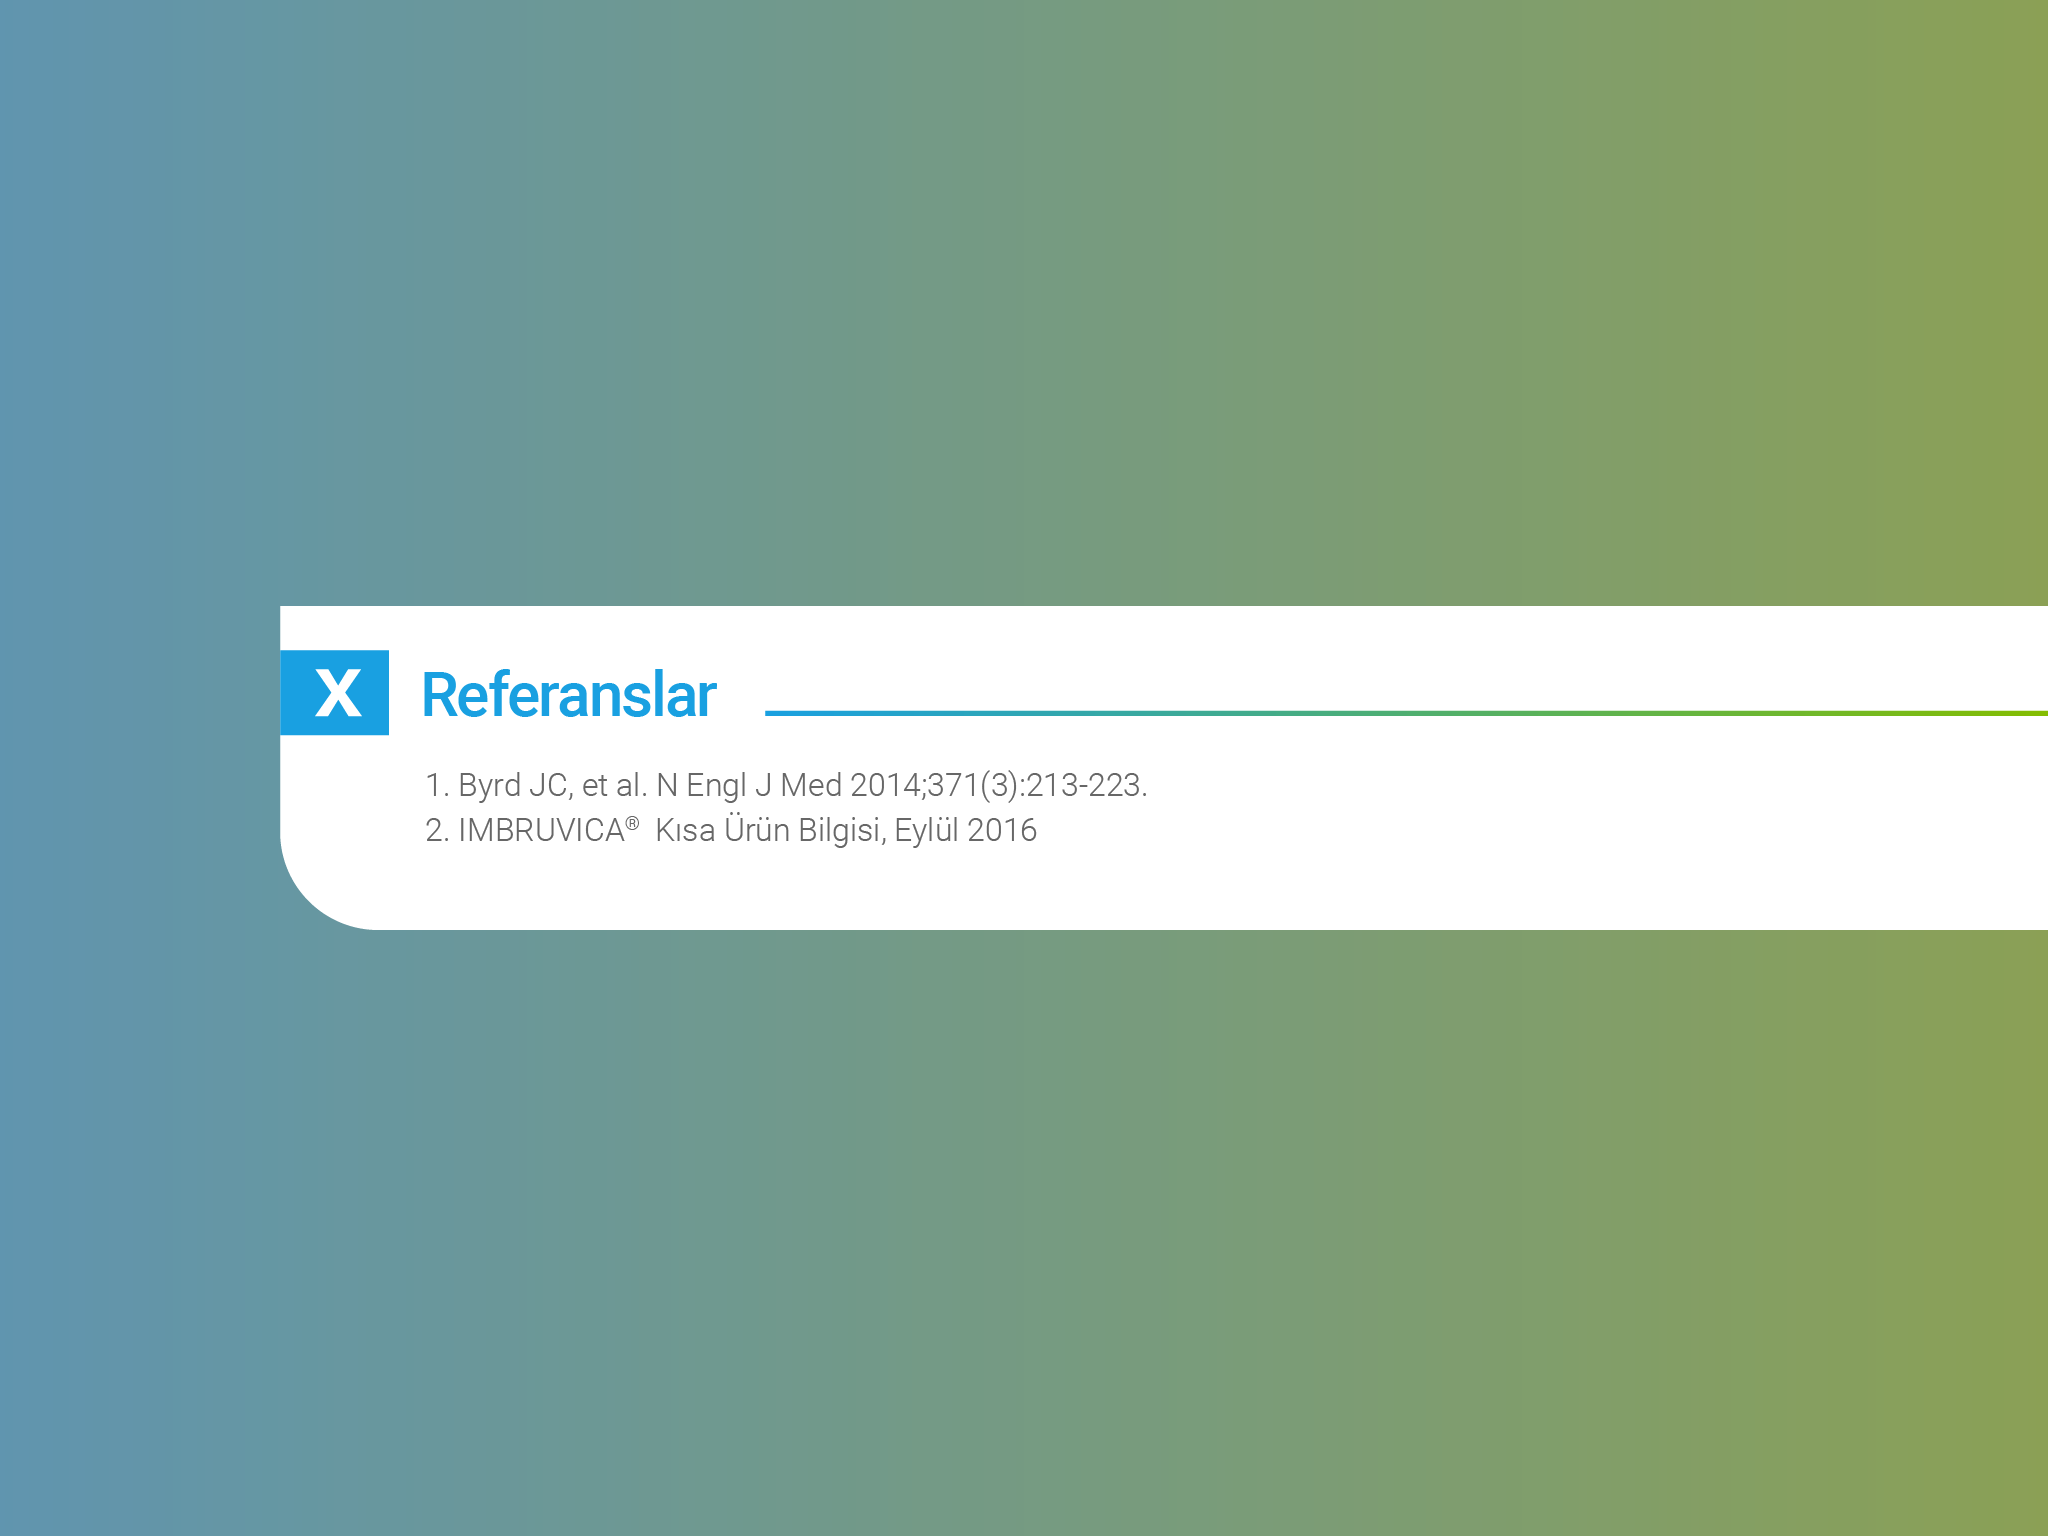 X Referanslar
1. Byrd JC, et al. N Engl J Med 2014;371(3):213-223.
2. IMBRUVICA® Kısa Ürün Bilgisi, Eylül 2016